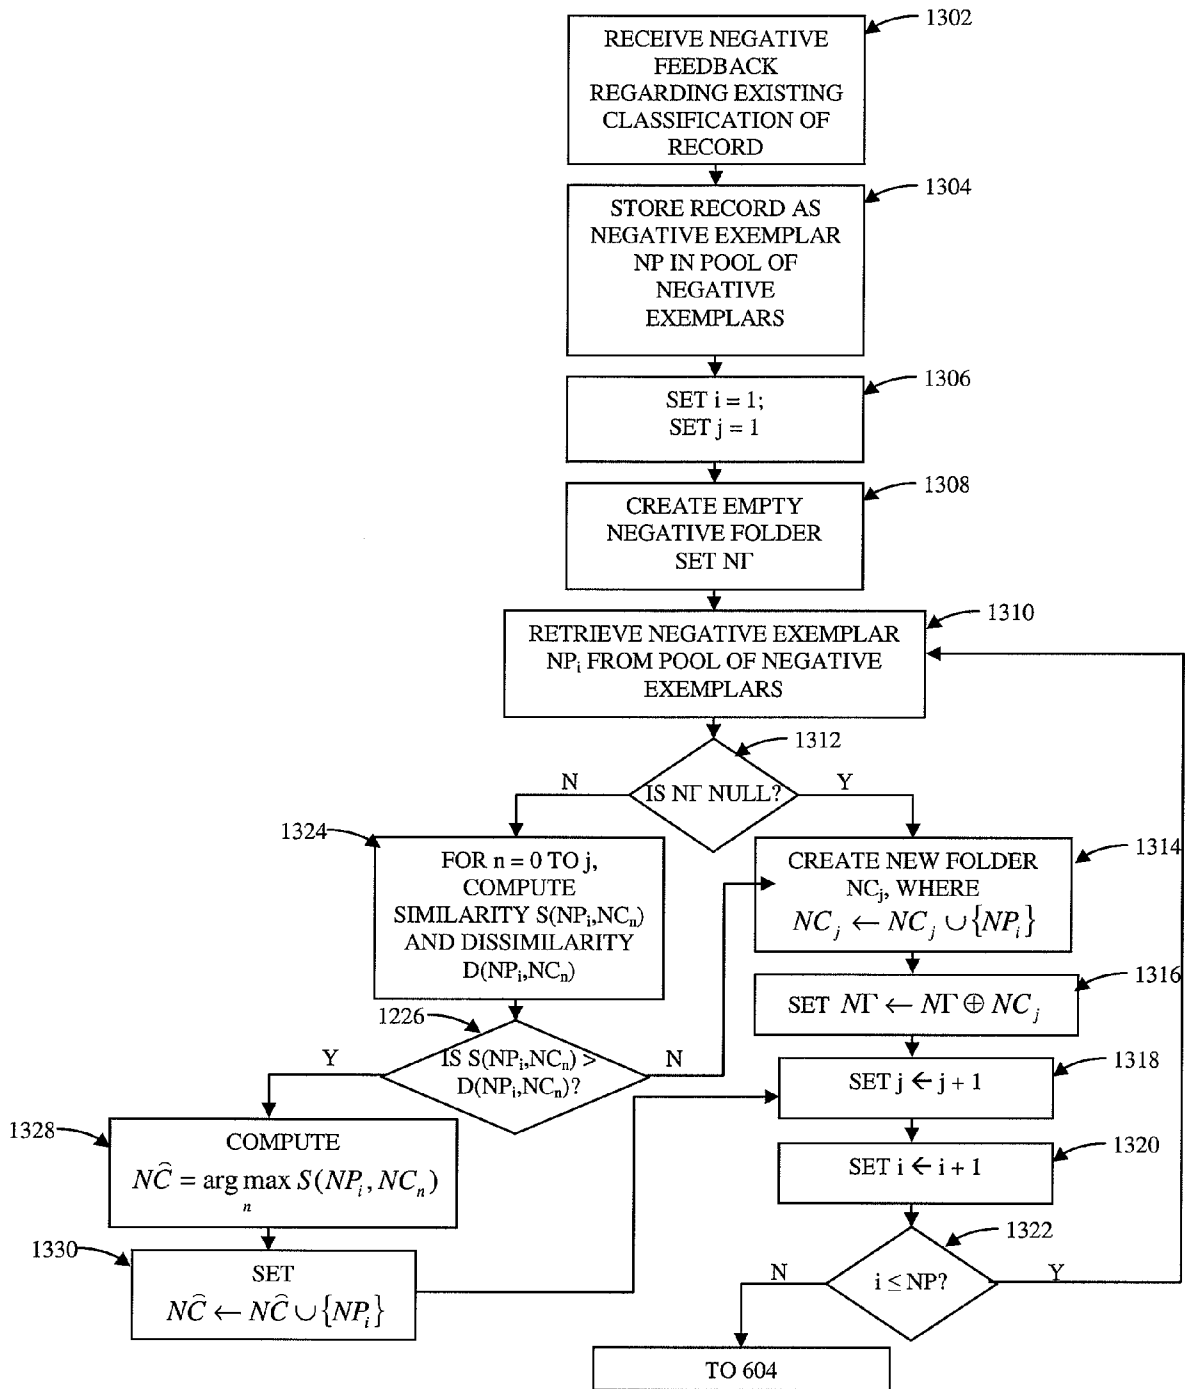 1302
RECEIVE NEGATIVE
FEEDBACK
REGARDING EXISTING
CLASSIFICATION OF
RECORD
1304
STORE RECORD AS
NEGATIVE EXEMPLAR
NP IN POOL OF
NEGATIVE
EXEMPLARS
1306
SET i = 1;
SET j = 1
1308
CREATE EMPTY
NEGATIVE FOLDER
SET NΓ
1310
RETRIEVE NEGATIVE EXEMPLAR
NPᵢ FROM POOL OF NEGATIVE
EXEMPLARS
1312
IS NΓ NULL?
N
Y
1324
FOR n = 0 TO j,
COMPUTE
SIMILARITY S(NPᵢ,NCₙ)
AND DISSIMILARITY
D(NPᵢ,NCₙ)
1314
CREATE NEW FOLDER
NCⱼ, WHERE
NCⱼ ← NCⱼ ∪ {NPᵢ}
1316
SET NΓ ← NΓ ⊕ NCⱼ
1226
IS S(NPᵢ,NCₙ) >
D(NPᵢ,NCₙ)?
Y
N
1318
SET j ← j + 1
1328
COMPUTE
NĈ = arg max S(NPᵢ, NCₙ)
n
1320
SET i ← i + 1
1330
SET
NĈ ← NĈ ∪ {NPᵢ}
1322
i ≤ NP?
N
Y
TO 604